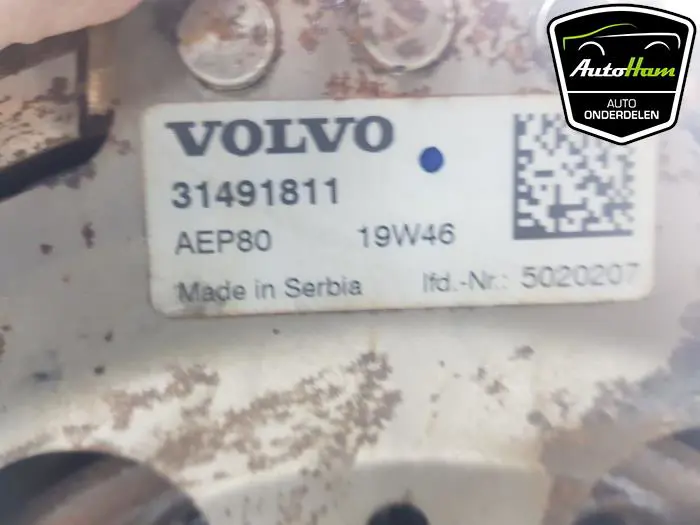 AutoHam
AUTO
ONDERDELEN
VOLVO
31491811
AEP80 19W46
Made in Serbia lfd.-Nr.: 5020207